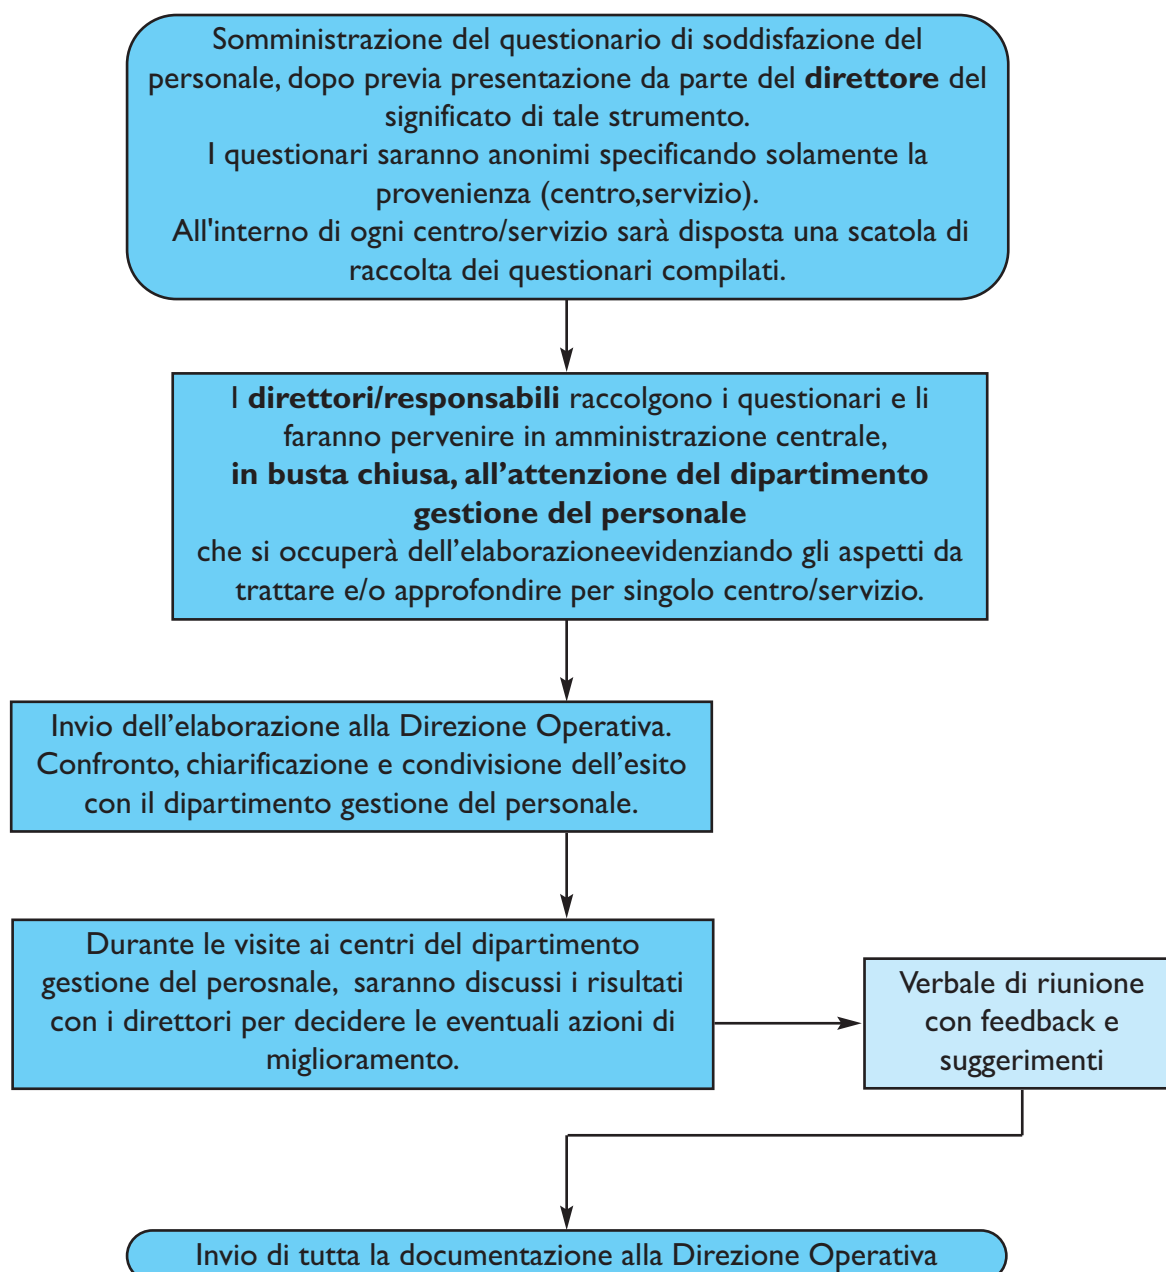 Somministrazione del questionario di soddisfazione del
personale, dopo previa presentazione da parte del direttore del
significato di tale strumento.
I questionari saranno anonimi specificando solamente la
provenienza (centro,servizio).
All'interno di ogni centro/servizio sarà disposta una scatola di
raccolta dei questionari compilati.
I direttori/responsabili raccolgono i questionari e li
faranno pervenire in amministrazione centrale,
in busta chiusa, all’attenzione del dipartimento
gestione del personale
che si occuperà dell’elaborazioneevidenziando gli aspetti da
trattare e/o approfondire per singolo centro/servizio.
Invio dell’elaborazione alla Direzione Operativa.
Confronto, chiarificazione e condivisione dell’esito
con il dipartimento gestione del personale.
Durante le visite ai centri del dipartimento
gestione del perosnale, saranno discussi i risultati
con i direttori per decidere le eventuali azioni di
miglioramento.
Verbale di riunione
con feedback e
suggerimenti
Invio di tutta la documentazione alla Direzione Operativa